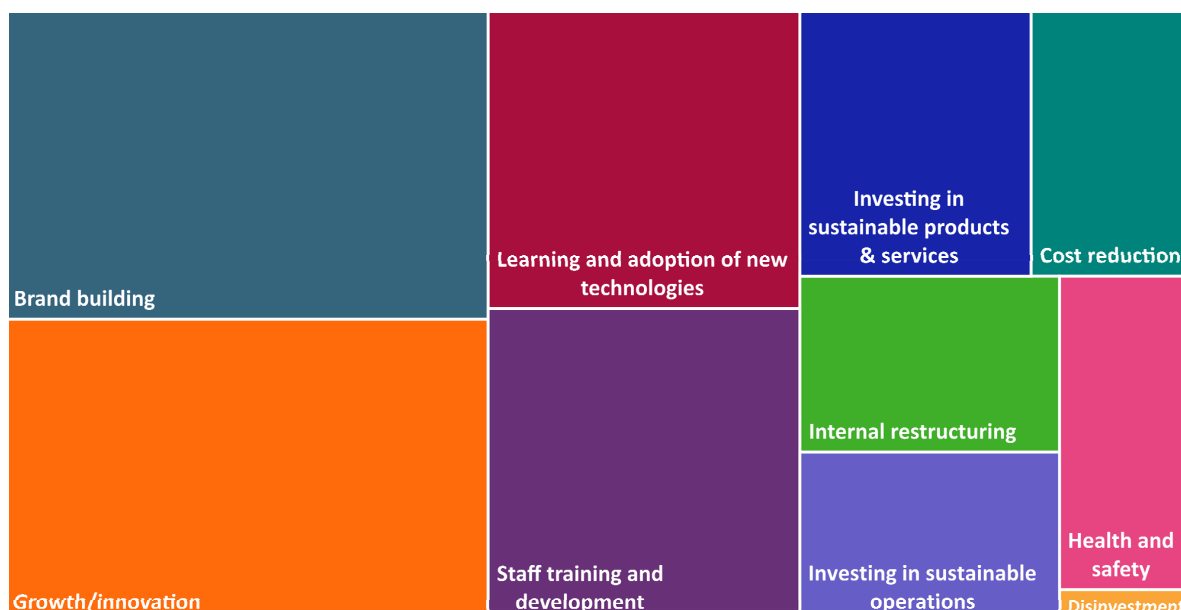 Brand building
Growth/innovation
Learning and adoption of new
technologies
Staff training and
development
Investing in
sustainable products
& services
Cost reduction
Internal restructuring
Investing in sustainable
operations
Health and
safety
Disinvestment